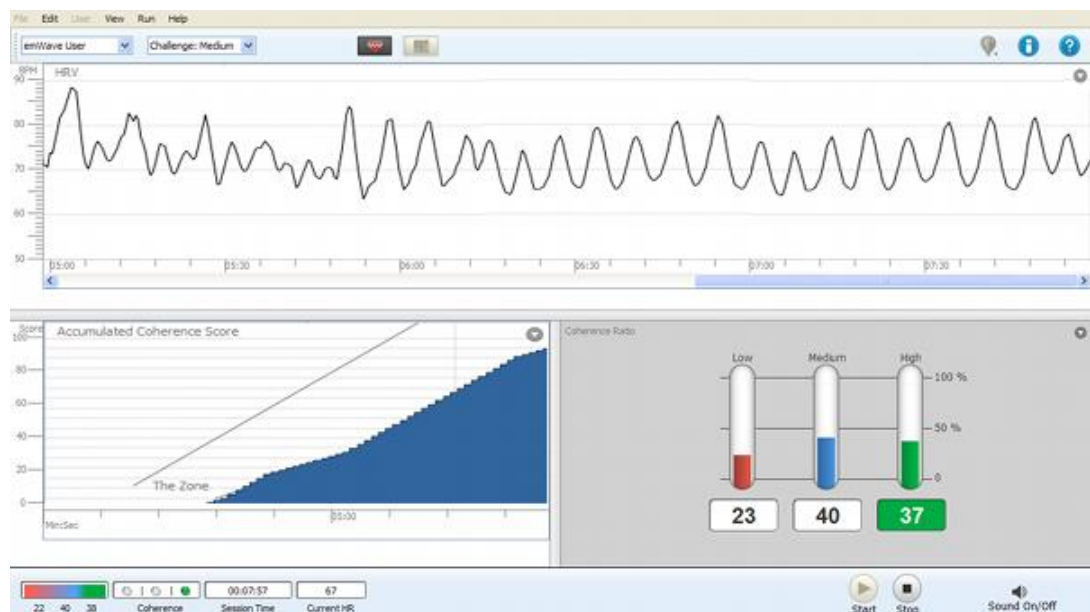 File Edit User View Run Help
emWave User Challenge: Medium
BPM HRV
90
80
70
60
50
05:00 05:30 06:00 06:30 07:00 07:30
Score Accumulated Coherence Score
100
80
60
40
20
0
The Zone
05:00
Min:Sec
Coherence Ratio
Low Medium High
100 %
50 %
0
23 40 37
22 40 38 Coherence
00:07:57 Session Time
67 Current HR
Start Stop Sound On/Off